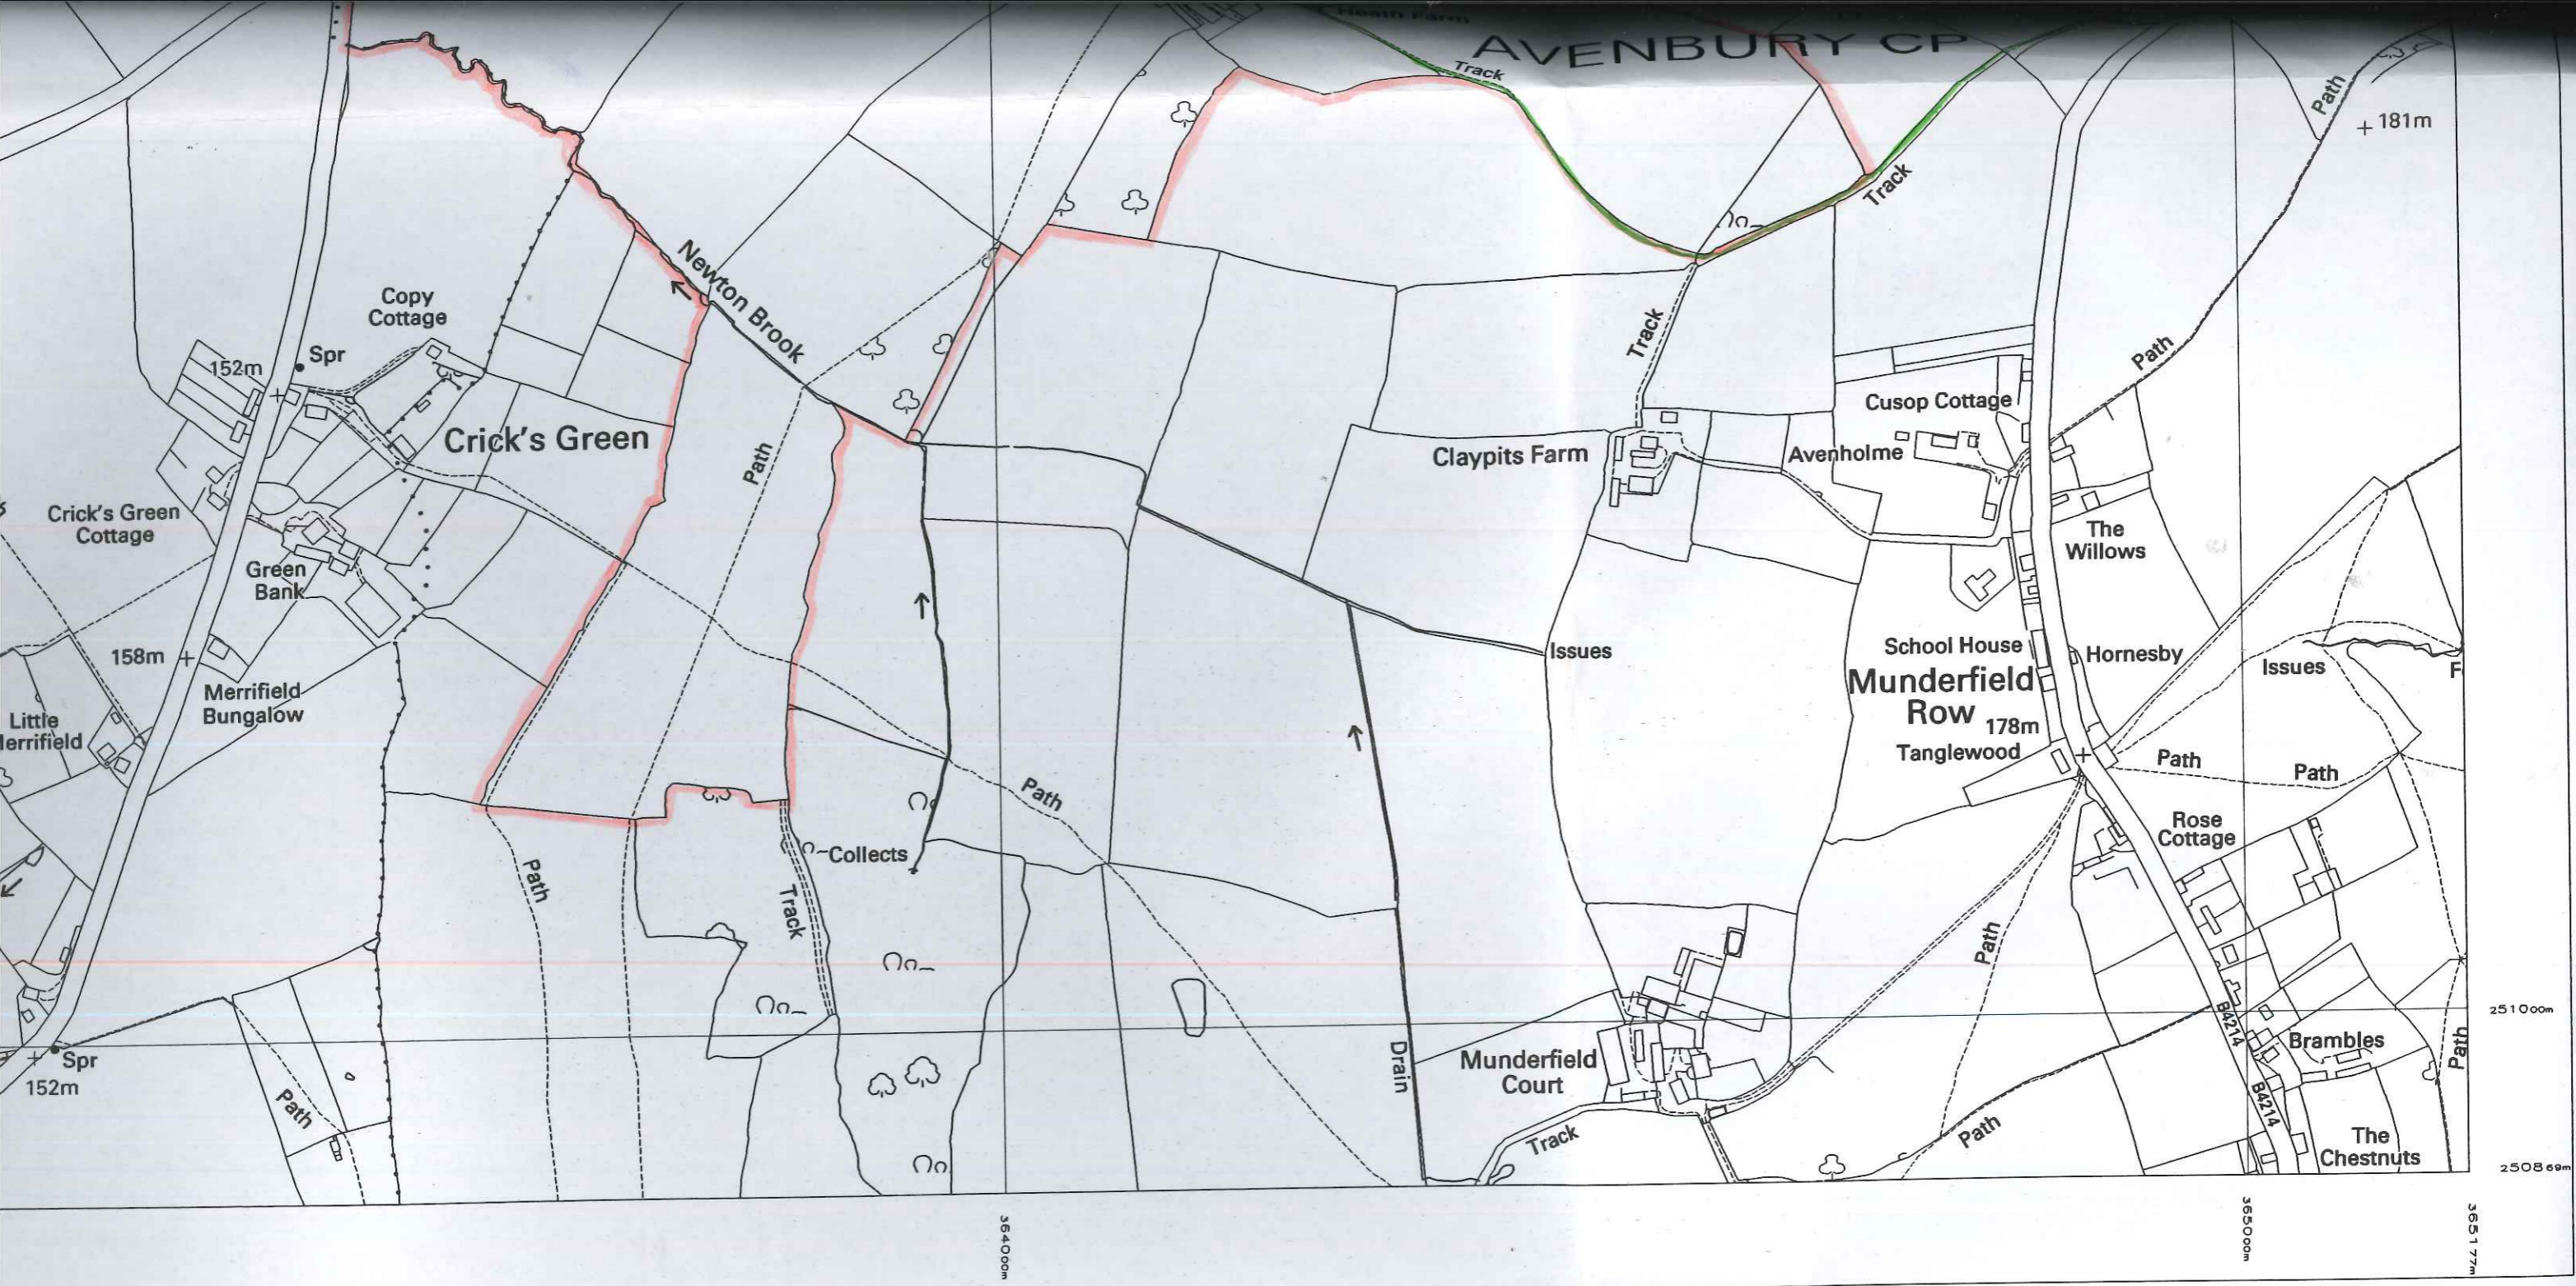 Heath Farm
AVENBURY CP
Track
Path
181m
Track
Newton Brook
Copy
Cottage
Spr
152m
Track
Path
Cusop Cottage
Crick's Green
Path
Claypits Farm
Avenholme
Crick's Green
Cottage
The
Willows
Green
Bank
158m
Issues
School House
Hornesby
Issues
F
Munderfield
Row
178m
Merrifield
Bungalow
Little
Merrifield
Tanglewood
Path
Path
Path
Rose
Cottage
Collects
Path
Track
Path
251000m
B4214
Brambles
Path
Spr
152m
Munderfield
Court
Drain
Path
B4214
Track
Path
The
Chestnuts
250869m
364000m
365000m
365177m